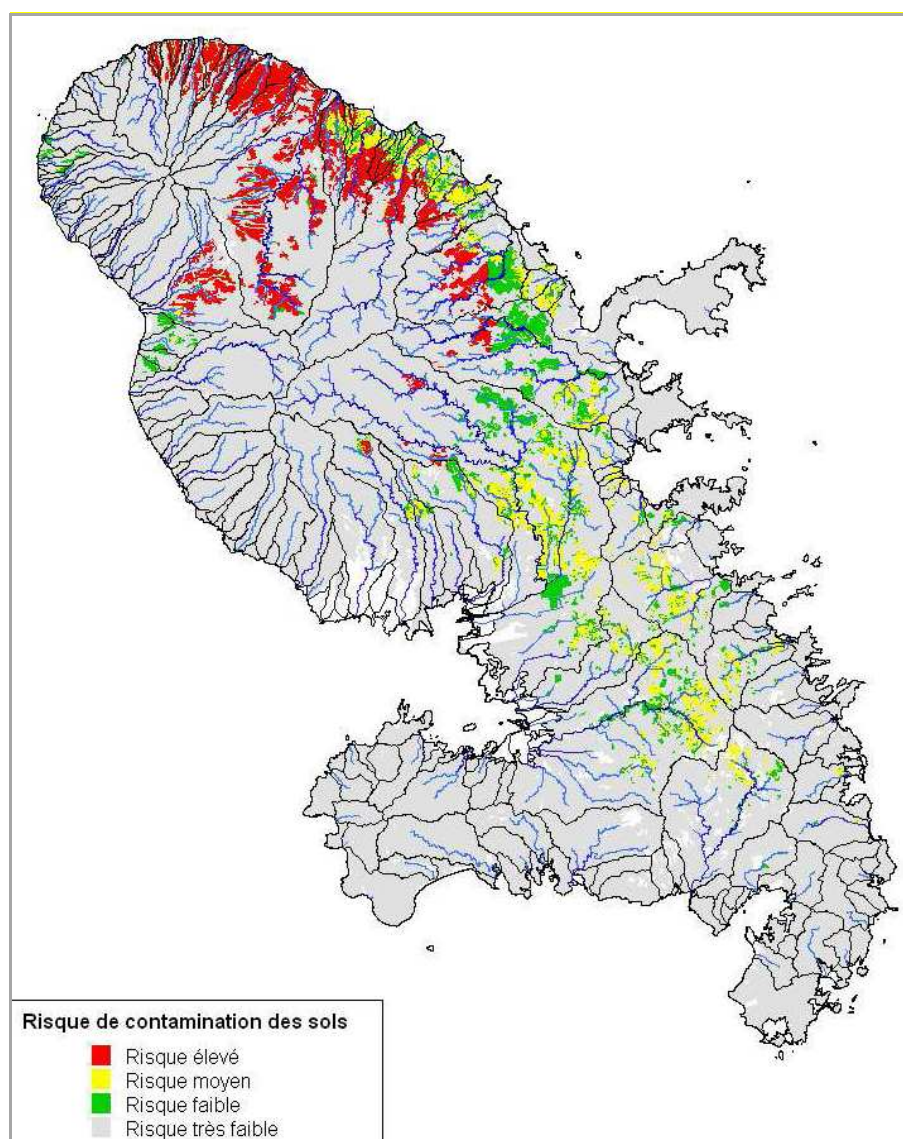 Risque de contamination des sols
Risque élevé
Risque moyen
Risque faible
Risque très faible